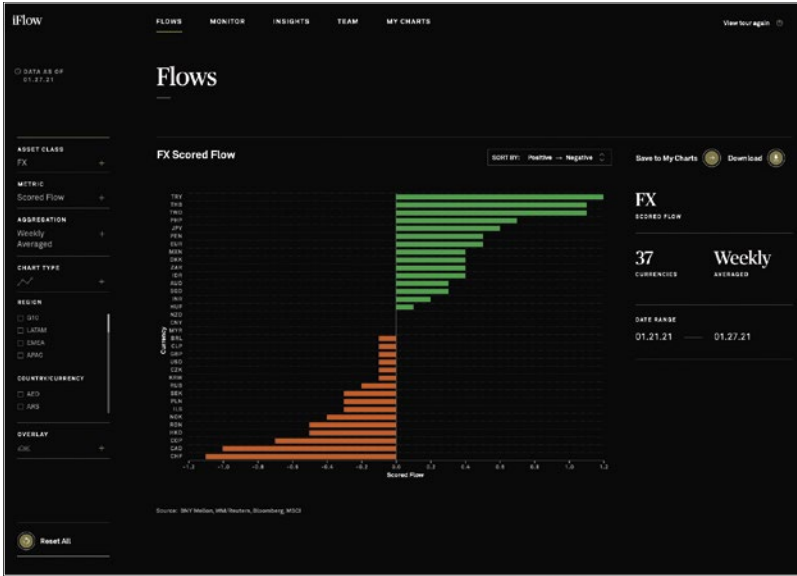 iFlow
FLOWS MONITOR INSIGHTS TEAM MY CHARTS
View tour again
DATA AS OF
01.27.21
Flows
ASSET CLASS
FX +
METRIC
Scored Flow +
AGGREGATION
Weekly +
Averaged
CHART TYPE
+
REGION
G10
LATAM
EMEA
APAC
COUNTRY/CURRENCY
AED
ARS
OVERLAY
+
Reset All
FX Scored Flow
SORT BY: Positive → Negative
Currency
TRY
THB
TWD
PHP
JPY
PEN
EUR
MXN
DKK
ZAR
IDR
AUD
SGD
INR
HUF
NZD
CNY
MYR
BRL
CLP
GBP
USD
CZK
KRW
RUB
SEK
PLN
ILS
NOK
RON
HKD
COP
CAD
CHF
-1.2 -1.0 -0.8 -0.6 -0.4 -0.2 0.0 0.2 0.4 0.6 0.8 1.0 1.2
Scored Flow
Source: BNY Mellon, WM/Reuters, Bloomberg, MSCI
Save to My Charts Download
FX
SCORED FLOW
37 Weekly
CURRENCIES AVERAGED
DATE RANGE
01.21.21 — 01.27.21